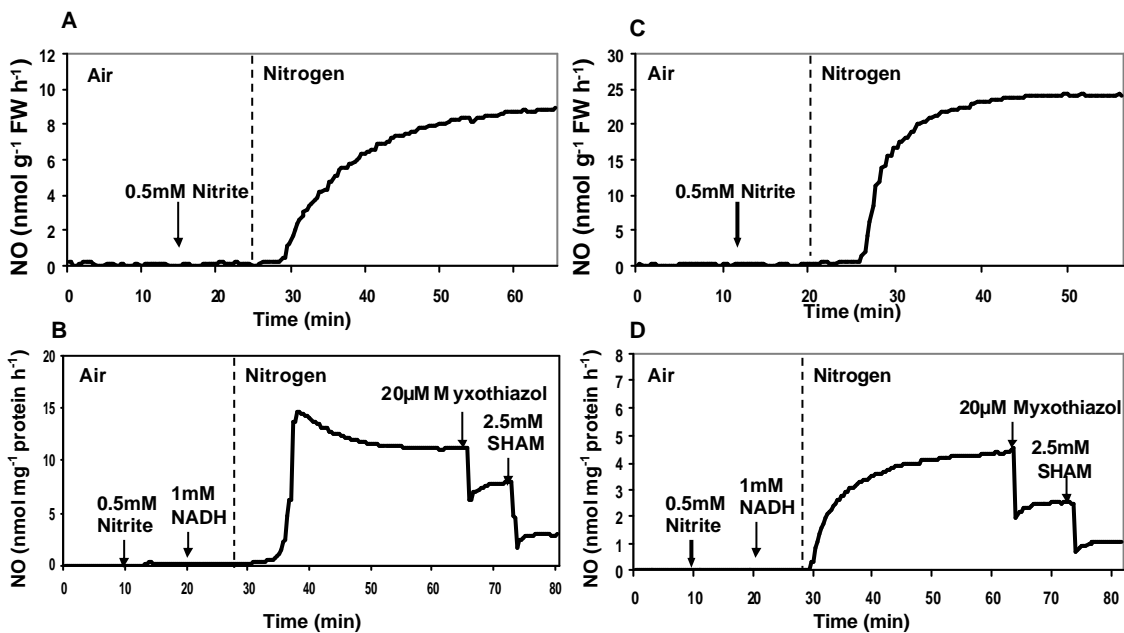 A
NO (nmol g⁻¹ FW h⁻¹)
12
10
8
6
4
2
0
Air
Nitrogen
0.5mM Nitrite
0
10
20
30
40
50
60
Time (min)
C
NO (nmol g⁻¹ FW h⁻¹)
30
25
20
15
10
5
0
Air
Nitrogen
0.5mM Nitrite
0
10
20
30
40
50
Time (min)
B
NO (nmol mg⁻¹ protein h⁻¹)
20
15
10
5
0
Air
Nitrogen
0.5mM
Nitrite
1mM
NADH
20µM M yxothiazol
2.5mM
SHAM
0
10
20
30
40
50
60
70
80
Time (min)
D
NO (nmol mg⁻¹ protein h⁻¹)
8
7
6
5
4
3
2
1
0
Air
Nitrogen
0.5mM
Nitrite
1mM
NADH
20µM Myxothiazol
2.5mM
SHAM
0
10
20
30
40
50
60
70
80
Time (min)